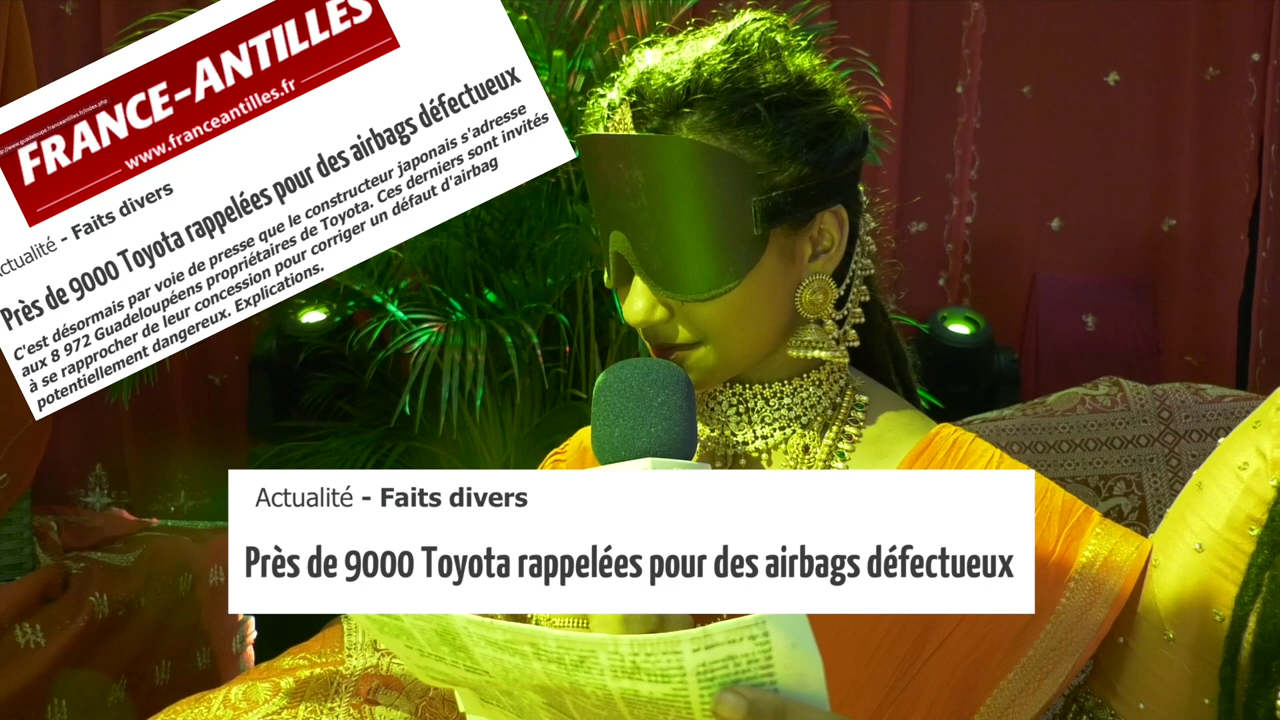 FRANCE-ANTILLES
www.franceantilles.fr
Actualité - Faits divers
Près de 9000 Toyota rappelées pour des airbags défectueux
C'est désormais par voie de presse que le constructeur japonais s'adresse
aux 8 972 Guadeloupéens propriétaires de Toyota. Ces derniers sont invités
à se rapprocher de leur concession pour corriger un défaut d'airbag
potentiellement dangereux. Explications.
Actualité - Faits divers
Près de 9000 Toyota rappelées pour des airbags défectueux